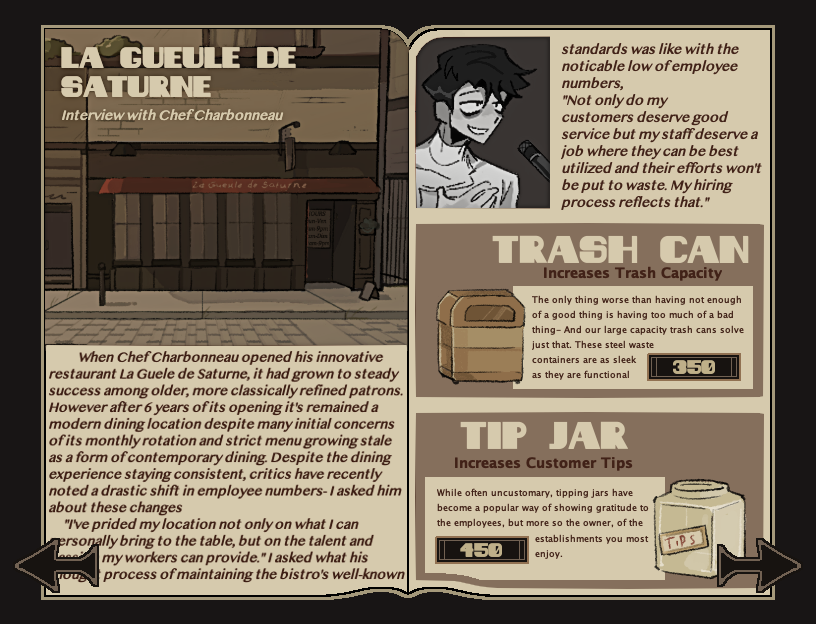 LA GUEULE DE
SATURNE
Interview with Chef Charbonneau
La Gueule de Saturne
When Chef Charbonneau opened his innovative
restaurant La Guele de Saturne, it had grown to steady
success among older, more classically refined patrons.
However after 6 years of its opening it's remained a
modern dining location despite many initial concerns
of its monthly rotation and strict menu growing stale
as a form of contemporary dining. Despite the dining
experience staying consistent, critics have recently
noted a drastic shift in employee numbers- I asked him
about these changes
"I've prided my location not only on what I can
personally bring to the table, but on the talent and
my workers can provide." I asked what his
thought process of maintaining the bistro's well-known
standards was like with the
noticable low of employee
numbers,
"Not only do my
customers deserve good
service but my staff deserve a
job where they can be best
utilized and their efforts won't
be put to waste. My hiring
process reflects that."
TRASH CAN
Increases Trash Capacity
The only thing worse than having not enough
of a good thing is having too much of a bad
thing- And our large capacity trash cans solve
just that. These steel waste
containers are as sleek
as they are functional
350
TIP JAR
Increases Customer Tips
While often uncustomary, tipping jars have
become a popular way of showing gratitude to
the employees, but more so the owner, of the
establishments you most
enjoy.
450
TIPS